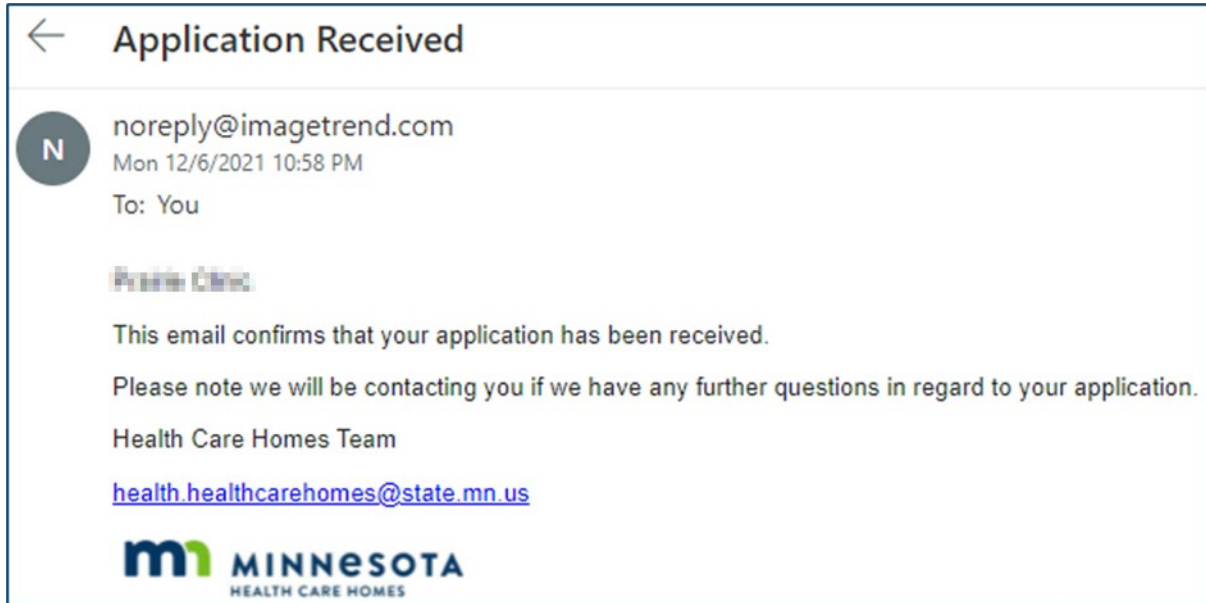 Application Received
N
noreply@imagetrend.com
Mon 12/6/2021 10:58 PM
To: You
This email confirms that your application has been received.
Please note we will be contacting you if we have any further questions in regard to your application.
Health Care Homes Team
health.healthcarehomes@state.mn.us
mn MINNESOTA
HEALTH CARE HOMES